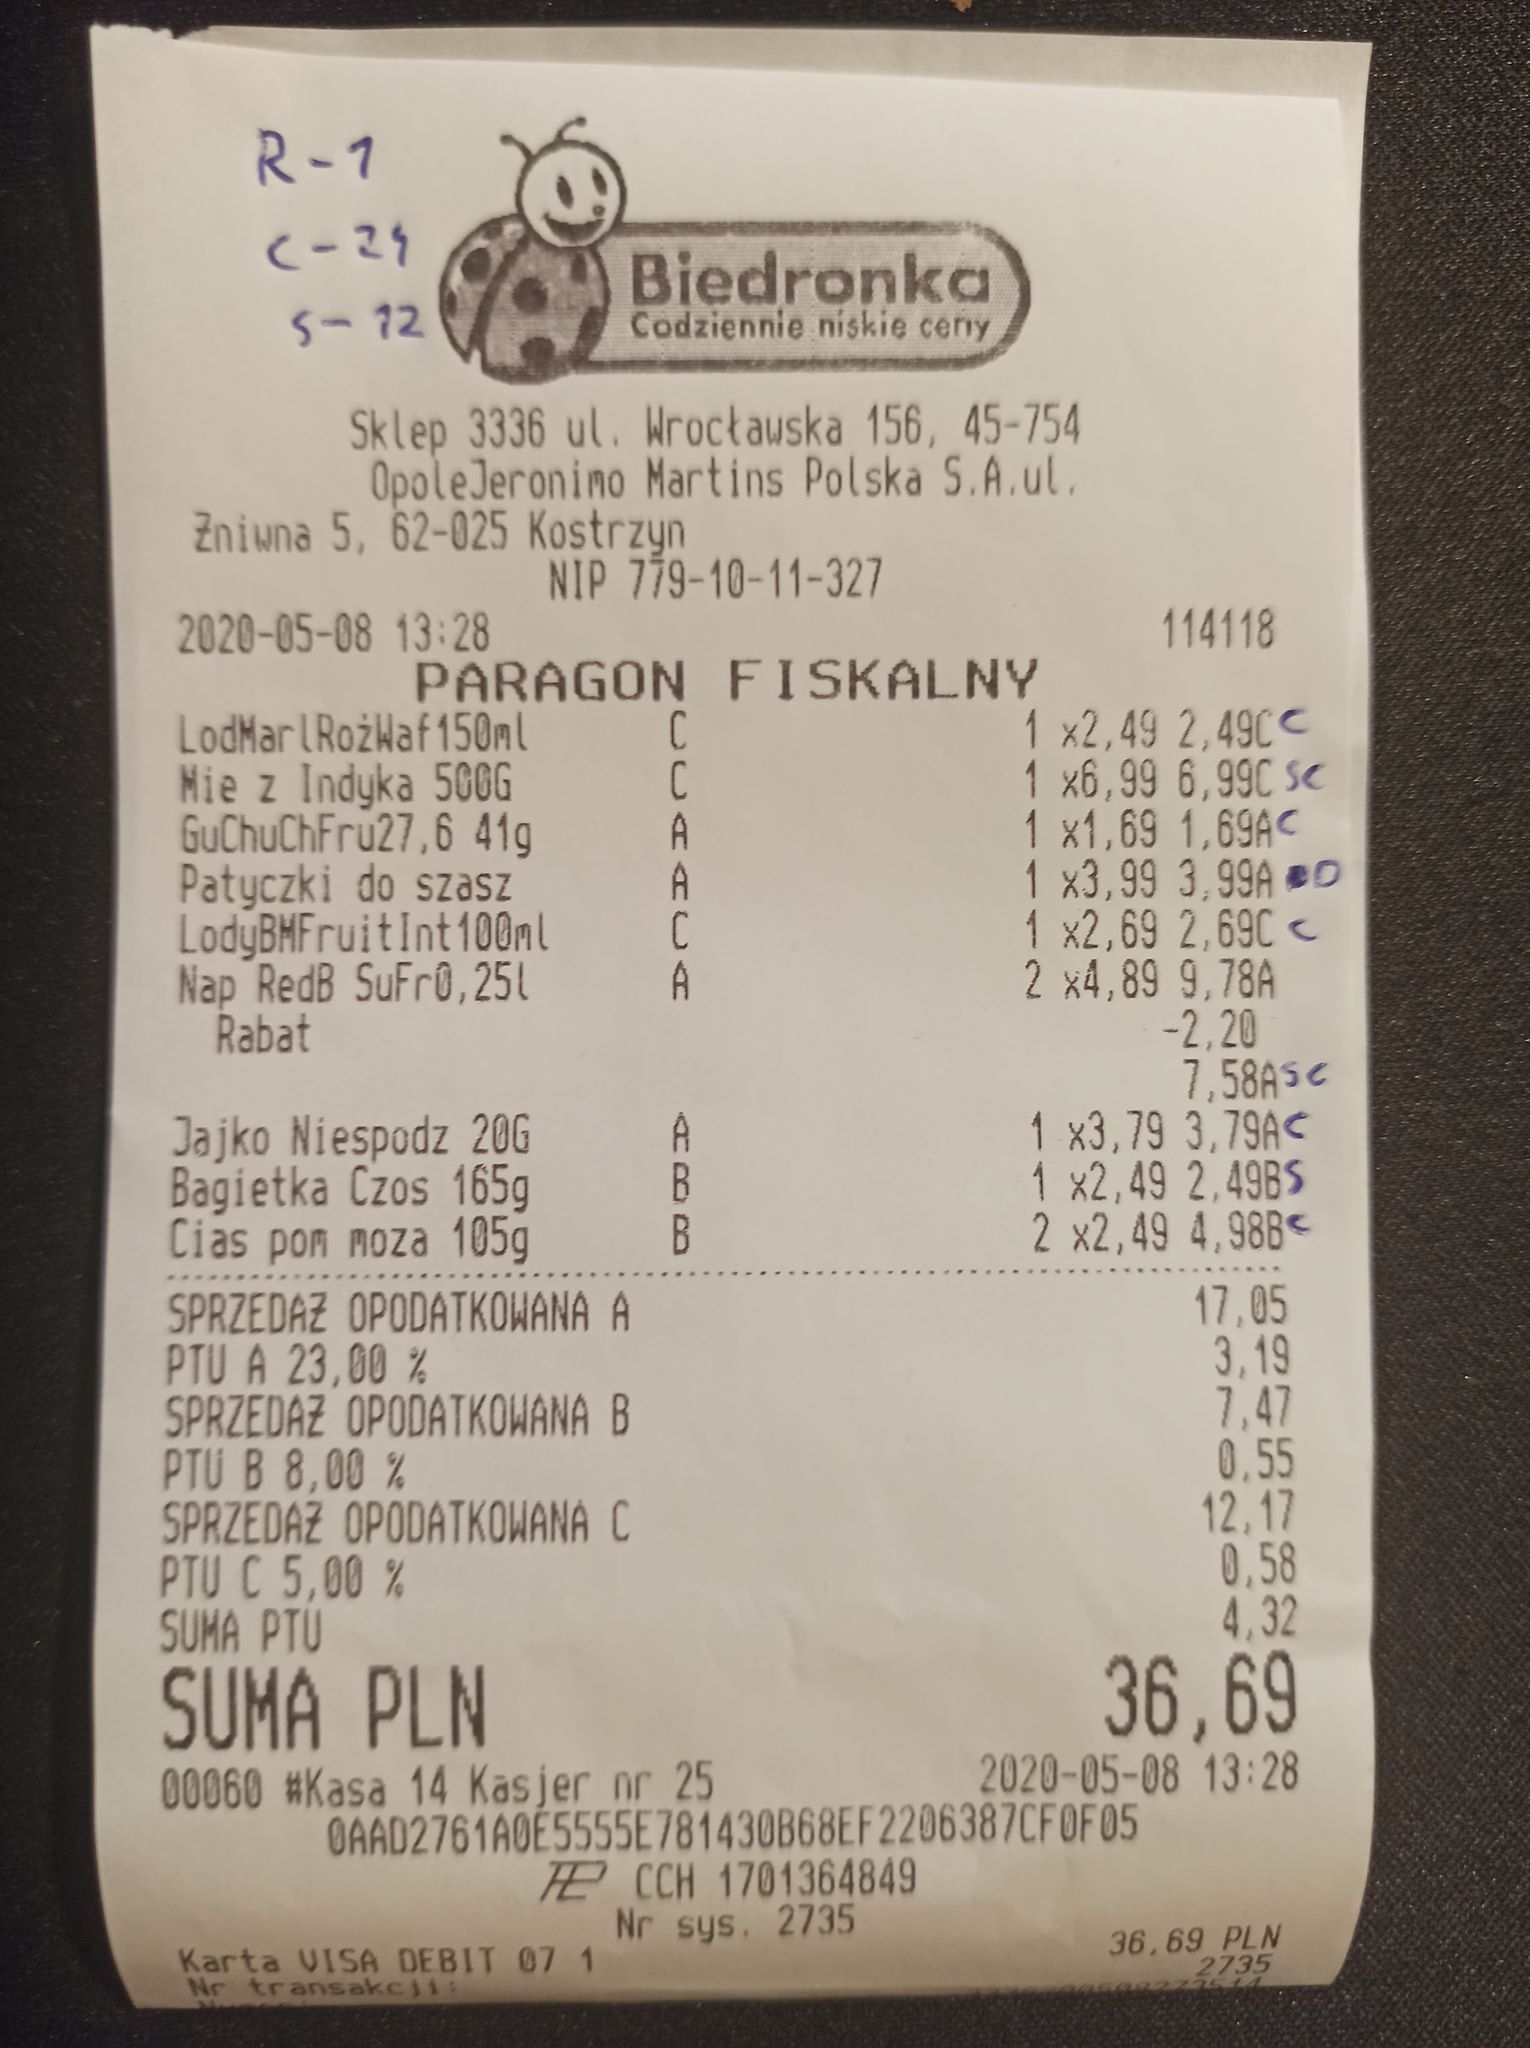 R - 1
C - 24
S - 12
Biedronka
Codziennie niskie ceny
Sklep 3336 ul. Wrocławska 156, 45-754
OpoleJeronimo Martins Polska S.A.ul.
Żniwna 5, 62-025 Kostrzyn
NIP 779-10-11-327
2020-05-08 13:28 114118
PARAGON FISKALNY
LodMarlRożWaf150ml C 1 x2,49 2,49C C
Mie z Indyka 500G C 1 x6,99 6,99C SC
GuChuChFru27,6 41g A 1 x1,69 1,69A C
Patyczki do szasz A 1 x3,99 3,99A D
LodyBMFruitInt100ml C 1 x2,69 2,69C C
Nap RedB SuFr0,25l A 2 x4,89 9,78A
Rabat -2,20
7,58A SC
Jajko Niespodz 20G A 1 x3,79 3,79A C
Bagietka Czos 165g B 1 x2,49 2,49B S
Cias pom moza 105g B 2 x2,49 4,98B C
SPRZEDAŻ OPODATKOWANA A 17,05
PTU A 23,00 % 3,19
SPRZEDAŻ OPODATKOWANA B 7,47
PTU B 8,00 % 0,55
SPRZEDAŻ OPODATKOWANA C 12,17
PTU C 5,00 % 0,58
SUMA PTU 4,32
SUMA PLN 36,69
00060 #Kasa 14 Kasjer nr 25 2020-05-08 13:28
0AAD2761A0E5555E781430B68EF2206387CF0F05
CCH 1701364849
Nr sys. 2735
Karta VISA DEBIT 07 1 36,69 PLN
Nr transakcji: 2735